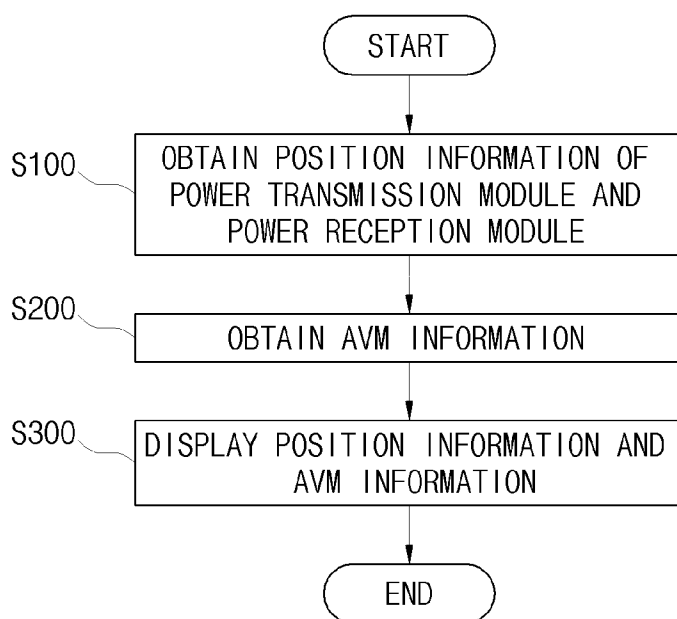 START
S100
OBTAIN POSITION INFORMATION OF
POWER TRANSMISSION MODULE AND
POWER RECEPTION MODULE
S200
OBTAIN AVM INFORMATION
S300
DISPLAY POSITION INFORMATION AND
AVM INFORMATION
END